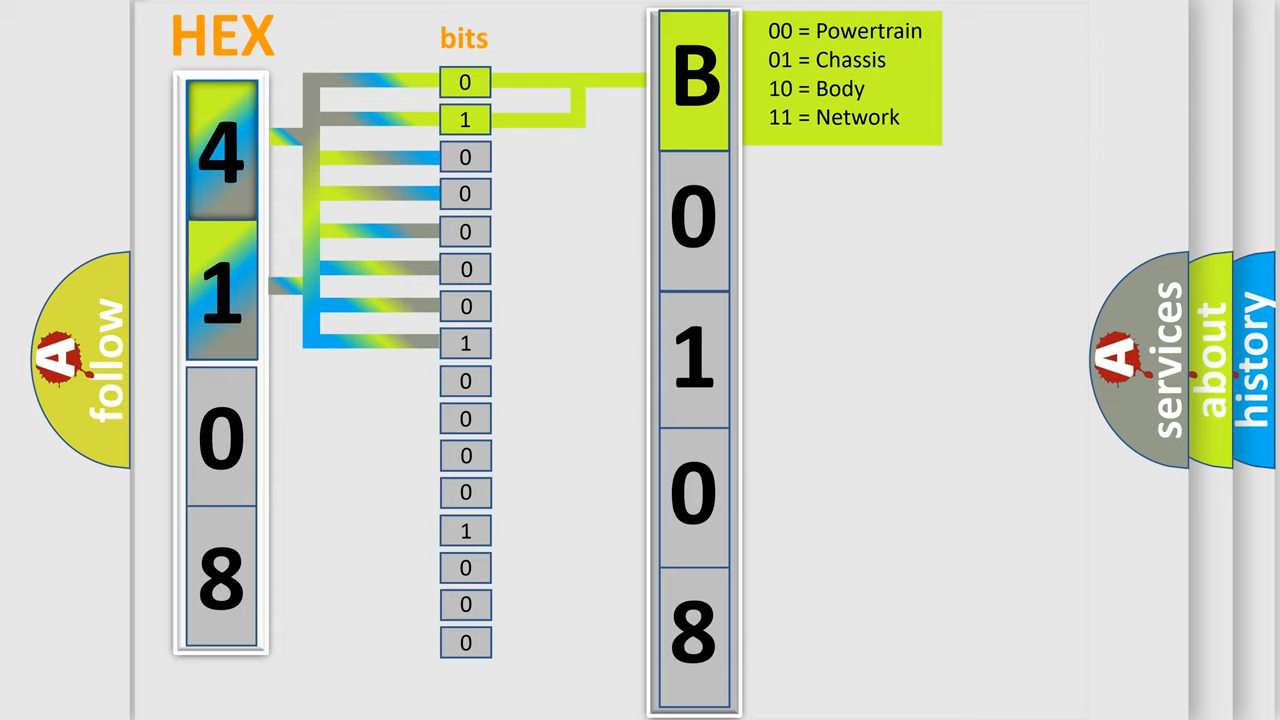 HEX
4
1
0
8
bits
0
1
0
0
0
0
0
1
0
0
0
0
1
0
0
0
B
0
1
0
8
00 = Powertrain
01 = Chassis
10 = Body
11 = Network
A follow
A services
about
history